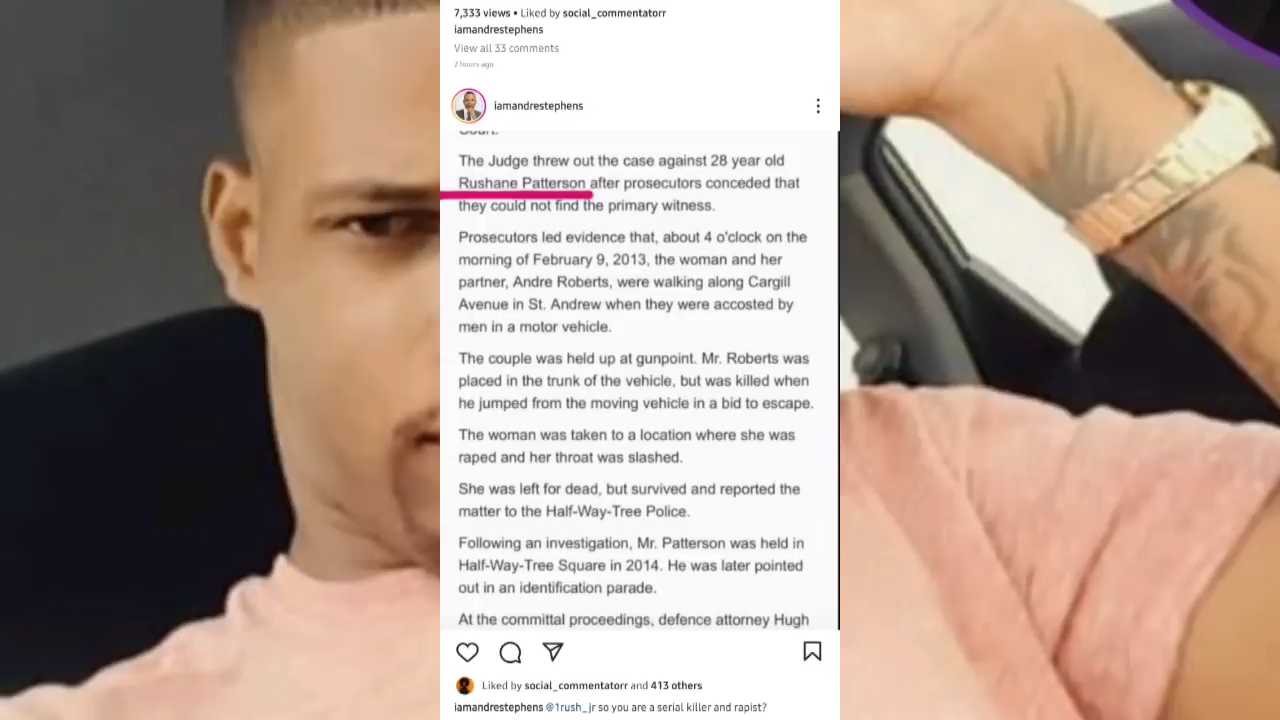 7,333 views • Liked by social_commentatorr
iamandrestephens
View all 33 comments
2 hours ago
iamandrestephens
Court.
The Judge threw out the case against 28 year old
Rushane Patterson after prosecutors conceded that
they could not find the primary witness.
Prosecutors led evidence that, about 4 o'clock on the
morning of February 9, 2013, the woman and her
partner, Andre Roberts, were walking along Cargill
Avenue in St. Andrew when they were accosted by
men in a motor vehicle.
The couple was held up at gunpoint. Mr. Roberts was
placed in the trunk of the vehicle, but was killed when
he jumped from the moving vehicle in a bid to escape.
The woman was taken to a location where she was
raped and her throat was slashed.
She was left for dead, but survived and reported the
matter to the Half-Way-Tree Police.
Following an investigation, Mr. Patterson was held in
Half-Way-Tree Square in 2014. He was later pointed
out in an identification parade.
At the committal proceedings, defence attorney Hugh
Liked by social_commentatorr and 413 others
iamandrestephens @1rush_jr so you are a serial killer and rapist?